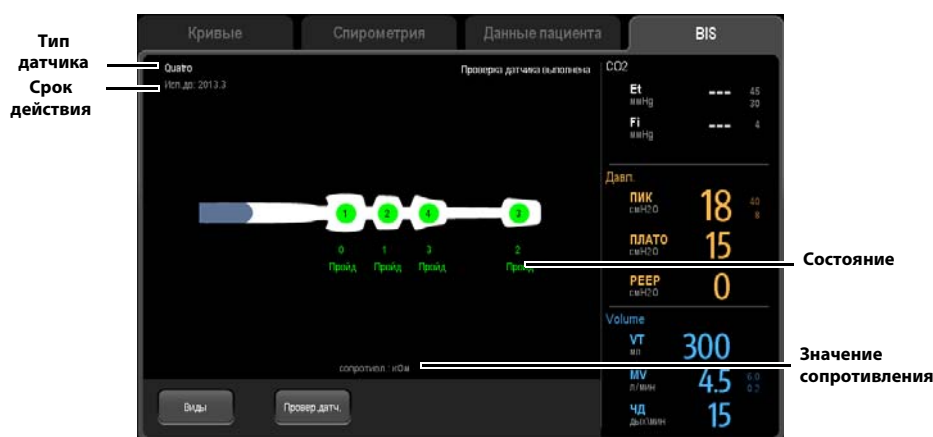 Кривые
Спирометрия
Данные пациента
BIS
Тип
датчика
Срок
действия
Quatro
Исп.до: 2013.3
Проверка датчика выполнена
CO2
Et
ммHg
---
45
30
Fi
ммHg
---
4
1
2
4
3
0
1
3
2
Пройд
Пройд
Пройд
Пройд
Давл.
ПИК
смH2O
18
40
8
ПЛАТО
смH2O
15
PEEP
смH2O
0
Состояние
Volume
VT
мл
300
MV
л/мин
4.5
6.0
ЧД
дых\мин
15
сопротивл.: кОм
Значение
сопротивления
Виды
Провер.датч.